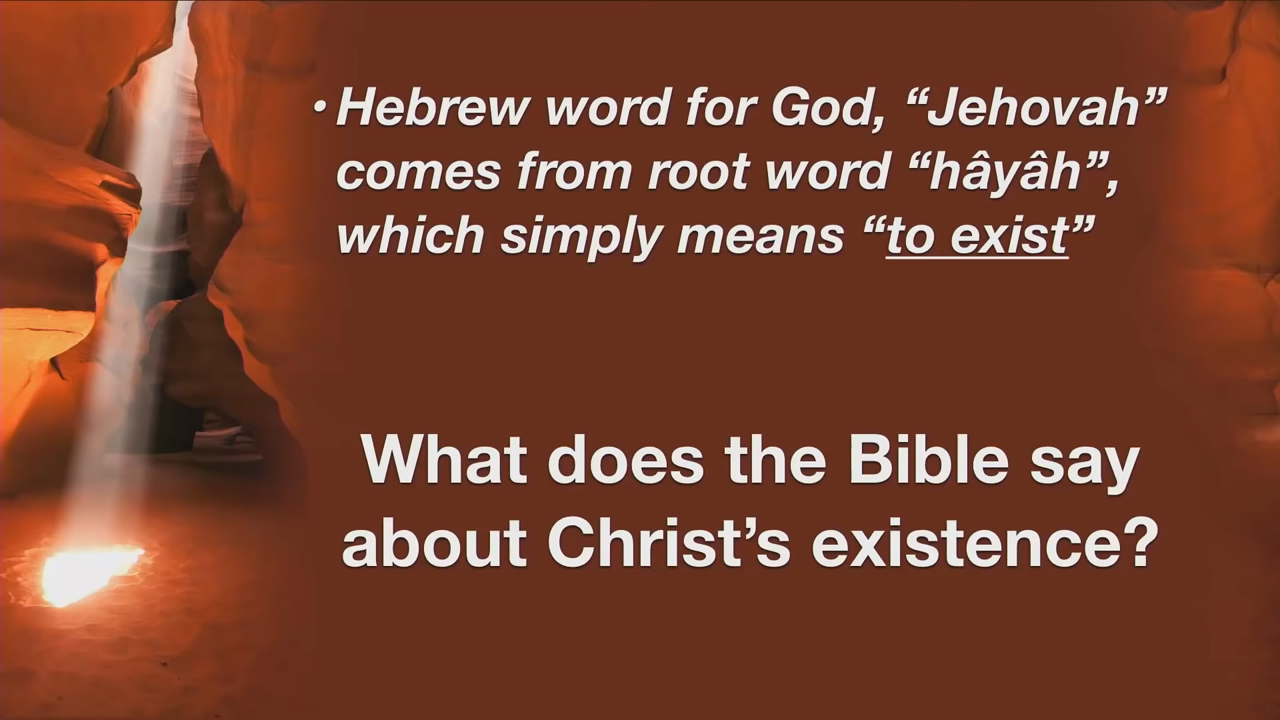 • Hebrew word for God, “Jehovah”
comes from root word “hâyâh”,
which simply means “to exist”
What does the Bible say
about Christ’s existence?